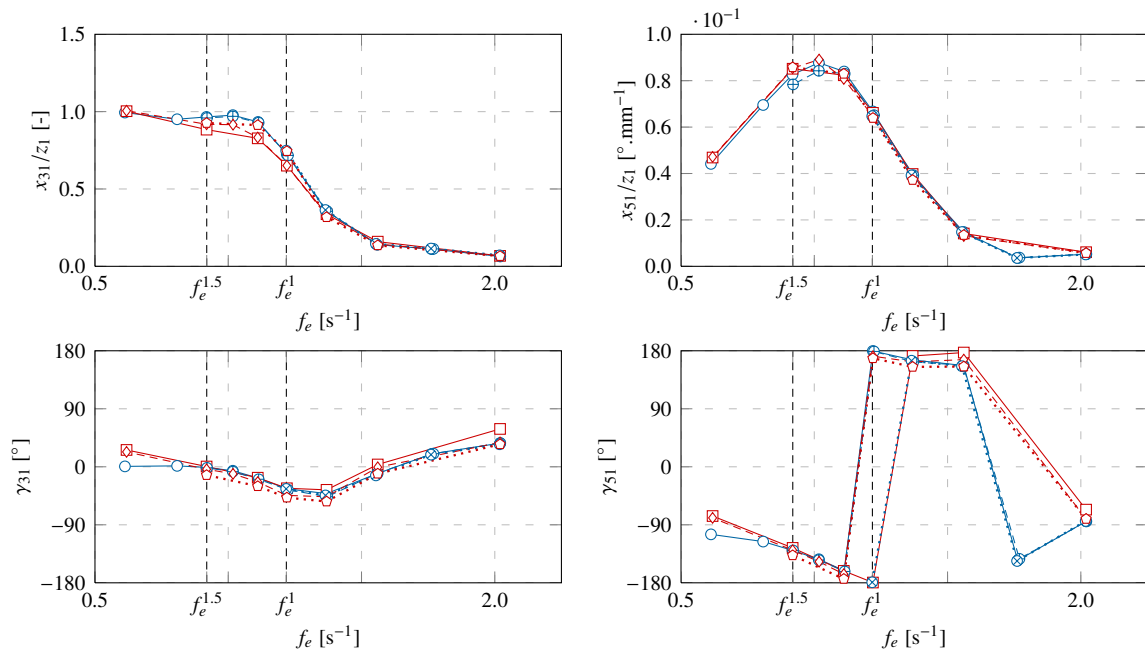 · 10⁻¹
1.5
1.0
0.5
0.0
x₃₁/z₁ [-]
0.5
f_e^1.5
f_e^1
2.0
f_e [s⁻¹]
1.0
0.8
0.6
0.4
0.2
0.0
x₅₁/z₁ [°.mm⁻¹]
0.5
f_e^1.5
f_e^1
2.0
f_e [s⁻¹]
180
90
0
−90
−180
γ₃₁ [°]
0.5
f_e^1.5
f_e^1
2.0
f_e [s⁻¹]
180
90
0
−90
−180
γ₅₁ [°]
0.5
f_e^1.5
f_e^1
2.0
f_e [s⁻¹]